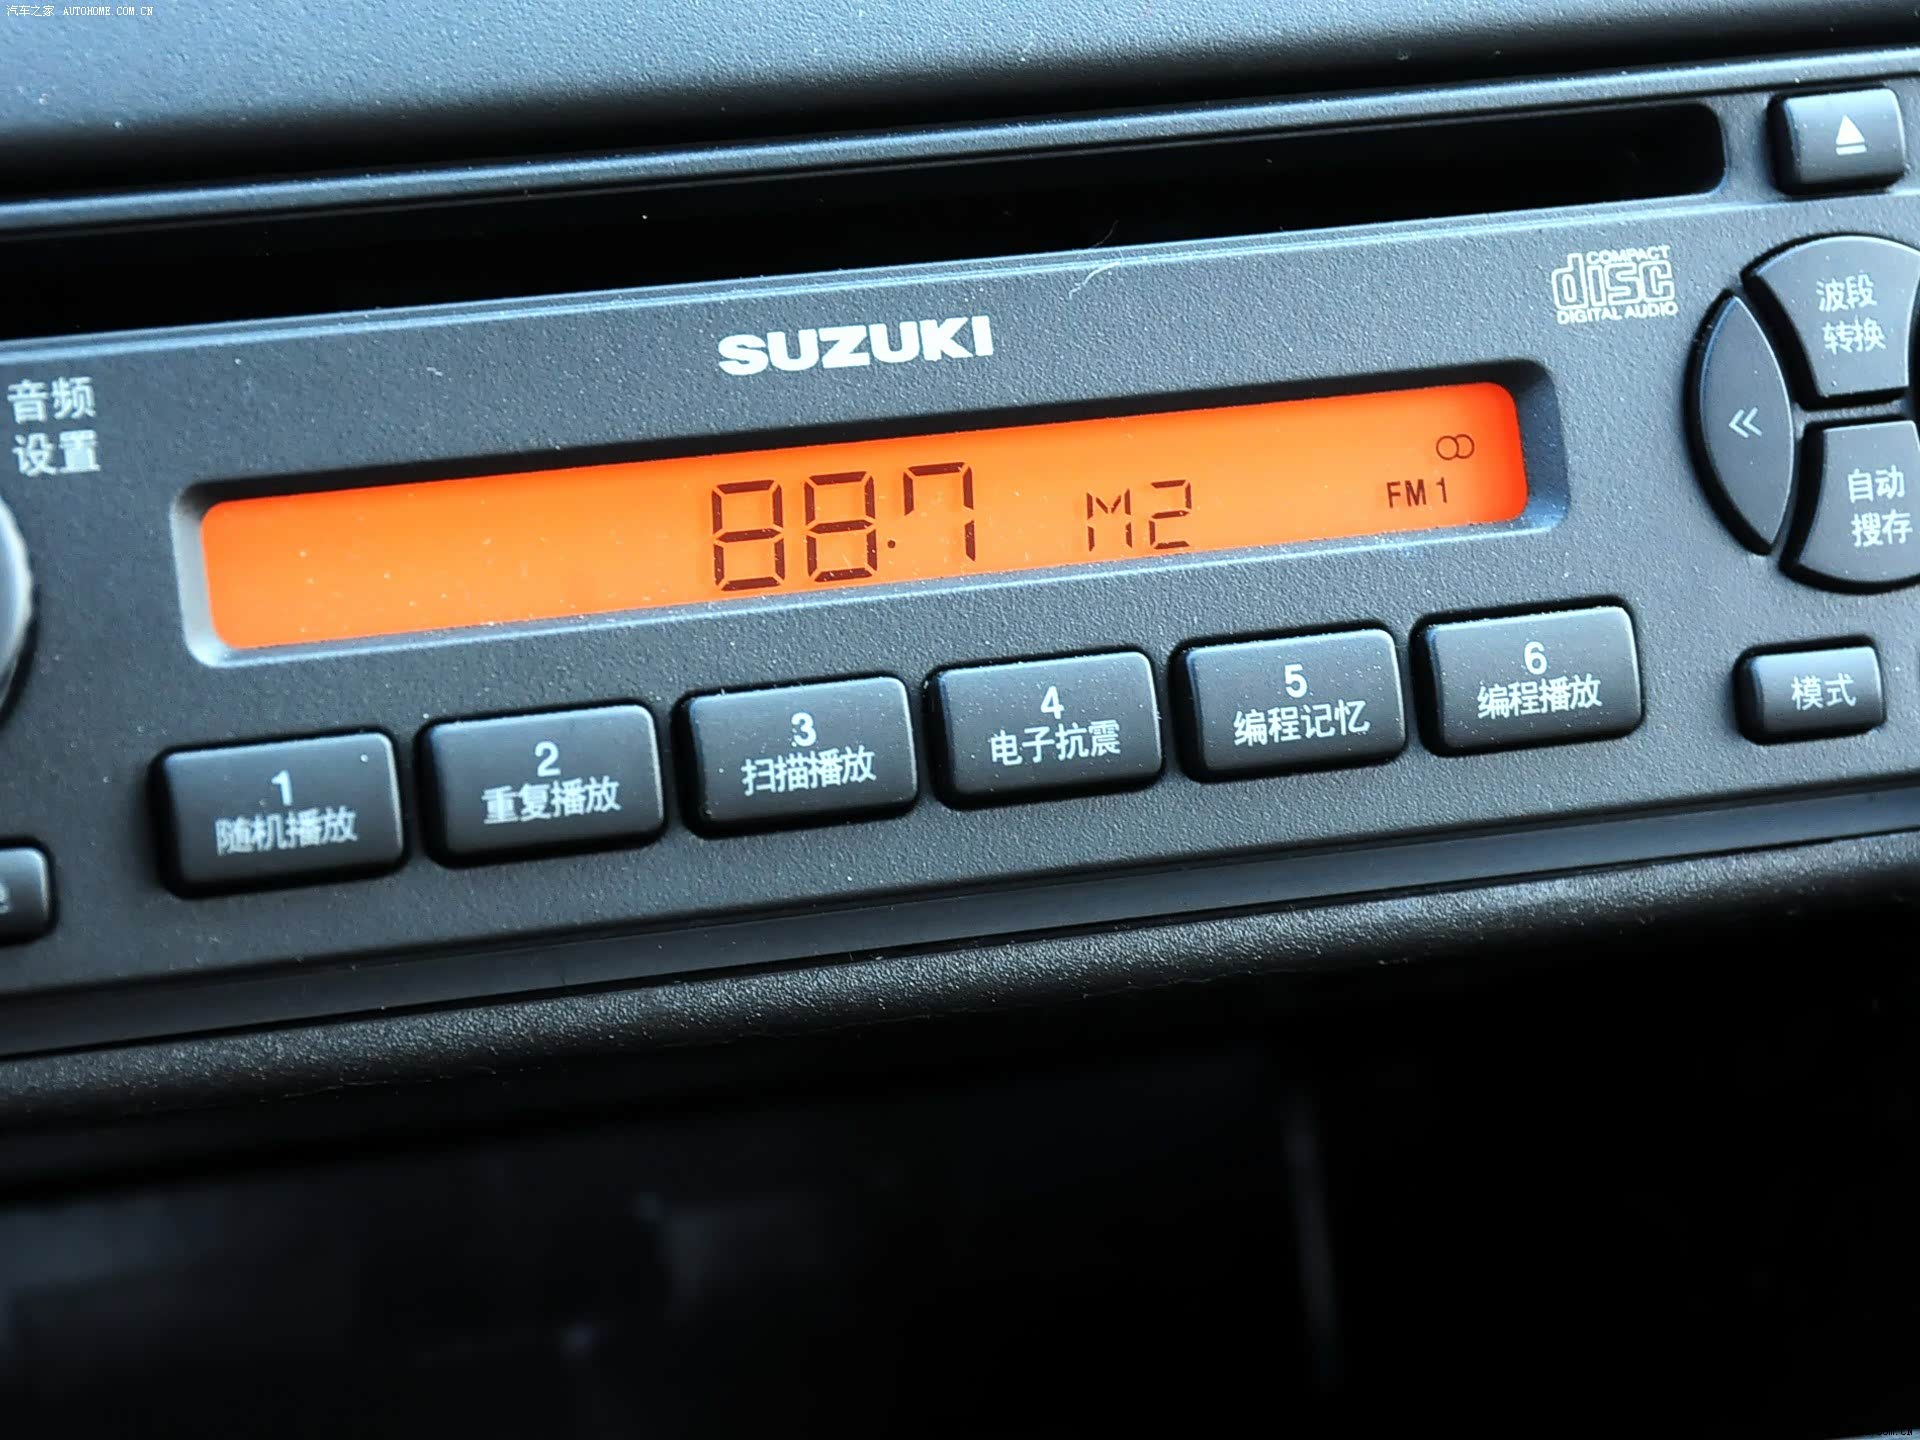 汽车之家 AUTOHOME.COM.CN
COMPACT
disc
DIGITAL AUDIO
SUZUKI
波段
转换
音频
设置
88.7 M2 FM 1
自动
搜存
1
随机播放
2
重复播放
3
扫描播放
4
电子抗震
5
编程记忆
6
编程播放
模式